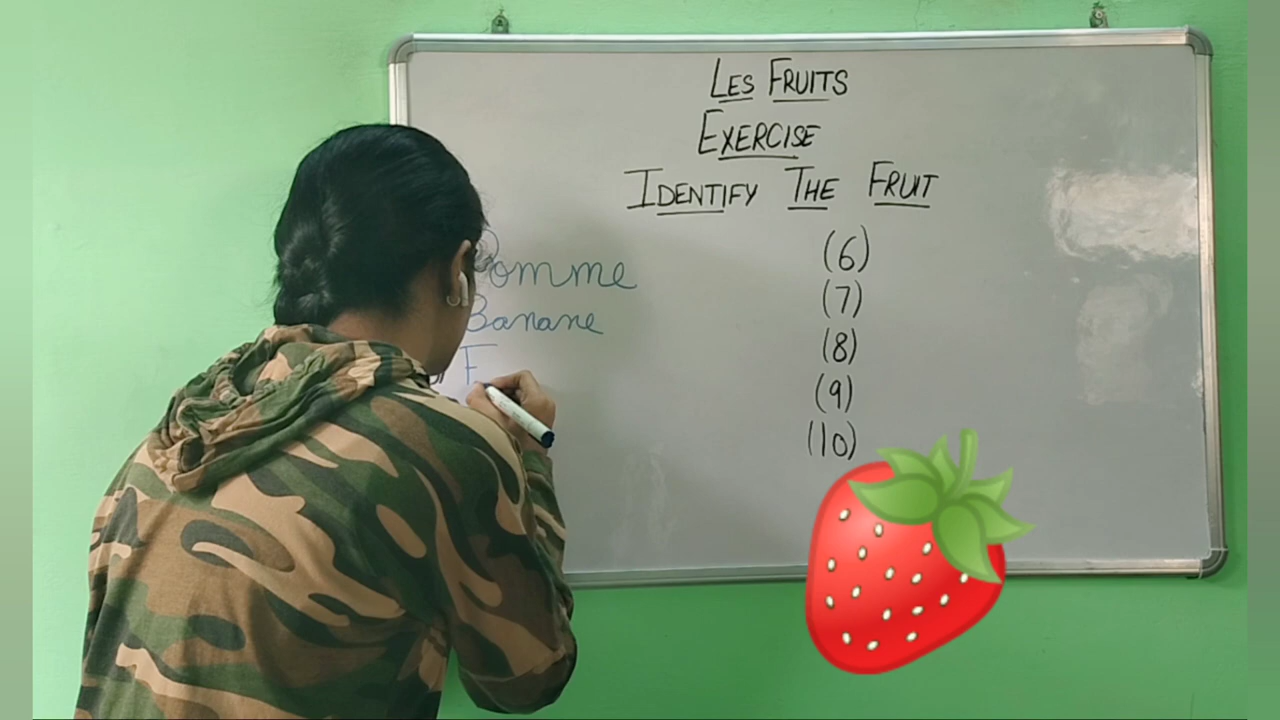 LES FRUITS
EXERCISE
IDENTIFY THE FRUIT
Pomme
Banane
F
(6)
(7)
(8)
(9)
(10)